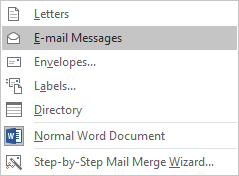 Letters
E-mail Messages
Envelopes...
Labels...
Directory
Normal Word Document
Step-by-Step Mail Merge Wizard...